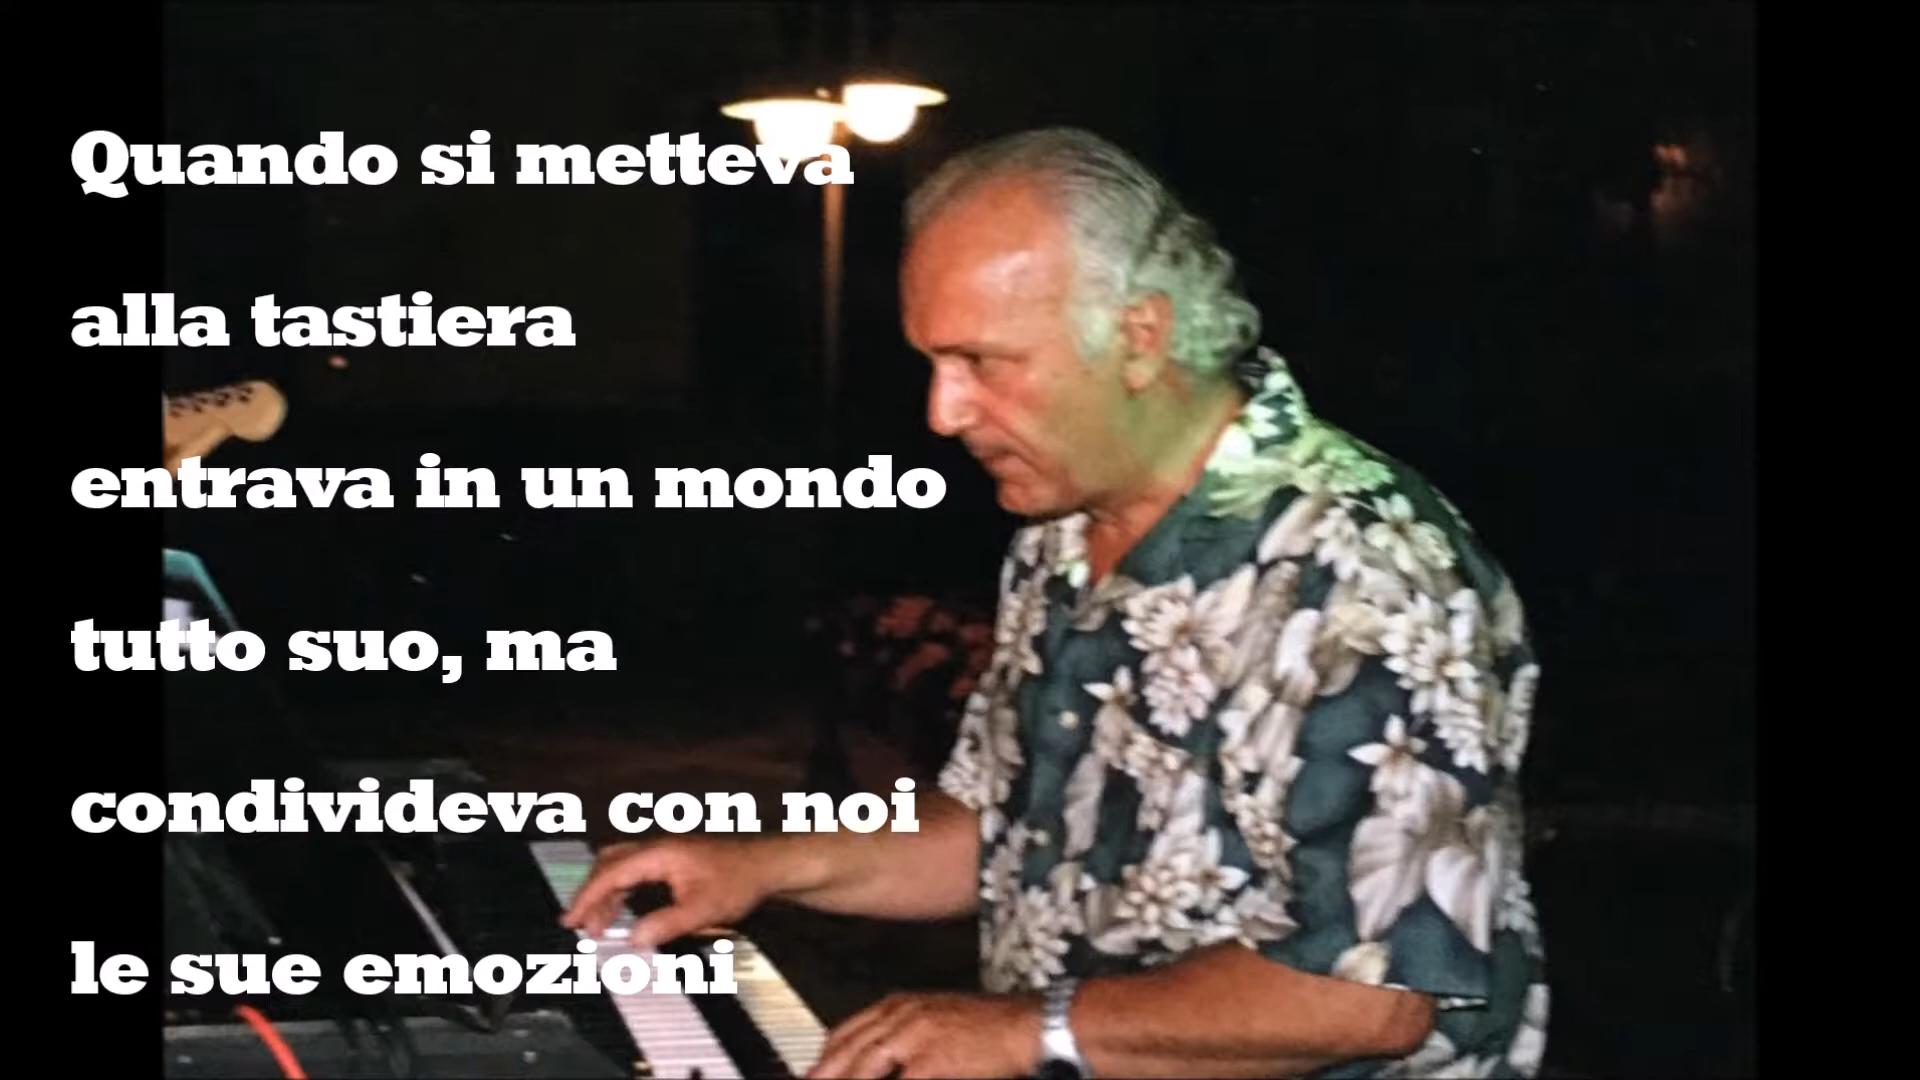 Quando si metteva
alla tastiera
entrava in un mondo
tutto suo, ma
condivideva con noi
le sue emozioni